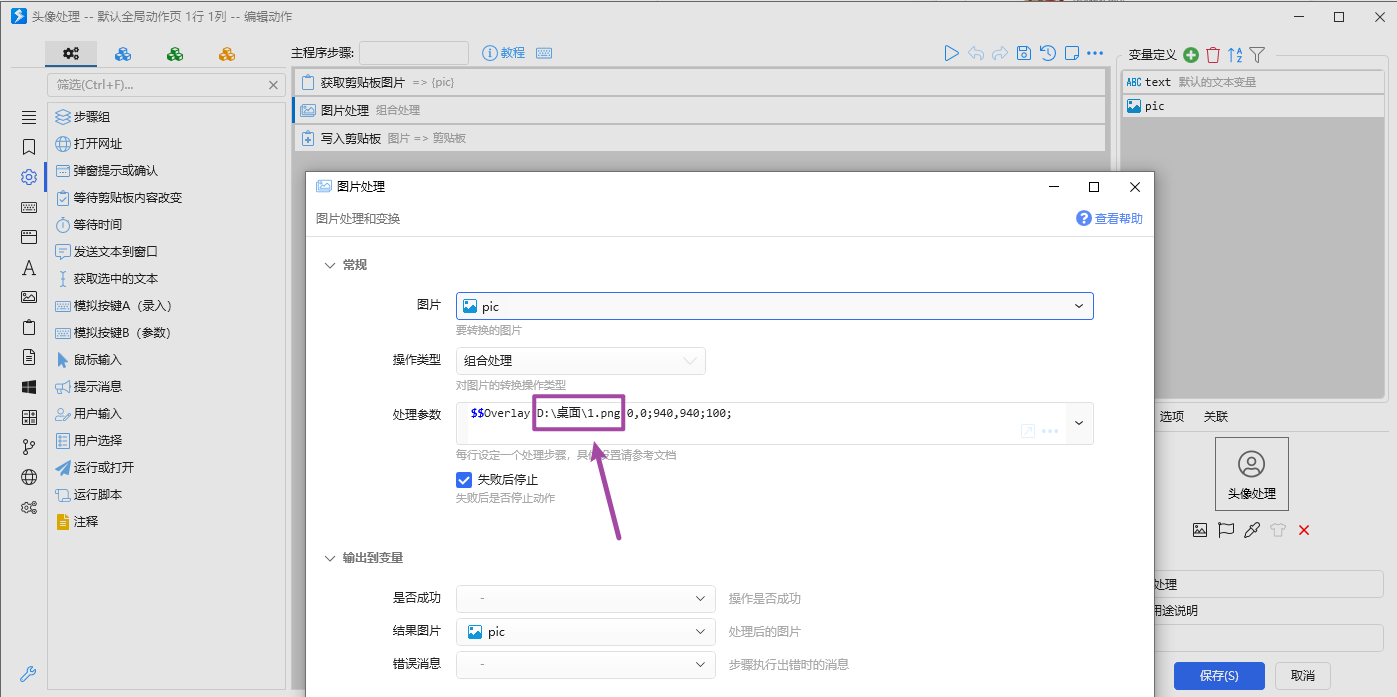 头像处理 -- 默认全局动作页 1行 1列 -- 编辑动作
主程序步骤:
教程
变量定义
筛选(Ctrl+F)...
步骤组
打开网址
弹窗提示或确认
等待剪贴板内容改变
等待时间
发送文本到窗口
获取选中的文本
模拟按键A（录入）
模拟按键B（参数）
鼠标输入
提示消息
用户输入
用户选择
运行或打开
运行脚本
注释
获取剪贴板图片 => {pic}
图片处理 组合处理
写入剪贴板 图片 => 剪贴板
ABC text 默认的文本变量
pic
图片处理
图片处理和变换
查看帮助
常规
图片
pic
要转换的图片
操作类型
组合处理
对图片的转换操作类型
处理参数
$$Overlay D:\桌面\1.png 0,0;940,940;100;
每行设定一个处理步骤，具体设置请参考文档
失败后停止
失败后是否停止动作
输出到变量
是否成功
-
操作是否成功
结果图片
pic
处理后的图片
错误消息
-
步骤执行出错时的消息
选项
关联
头像处理
处理
用途说明
保存(S)
取消